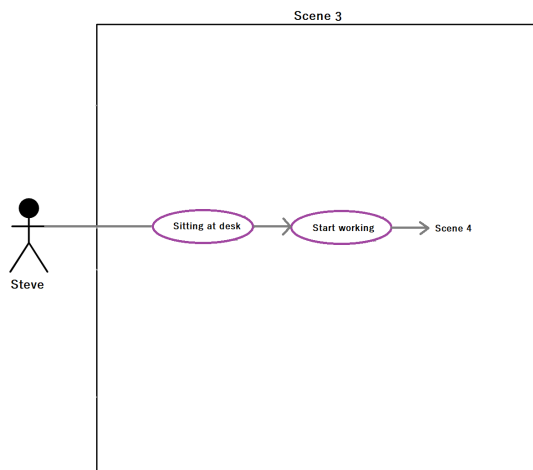 Scene 3
Sitting at desk
Start working
Scene 4
Steve